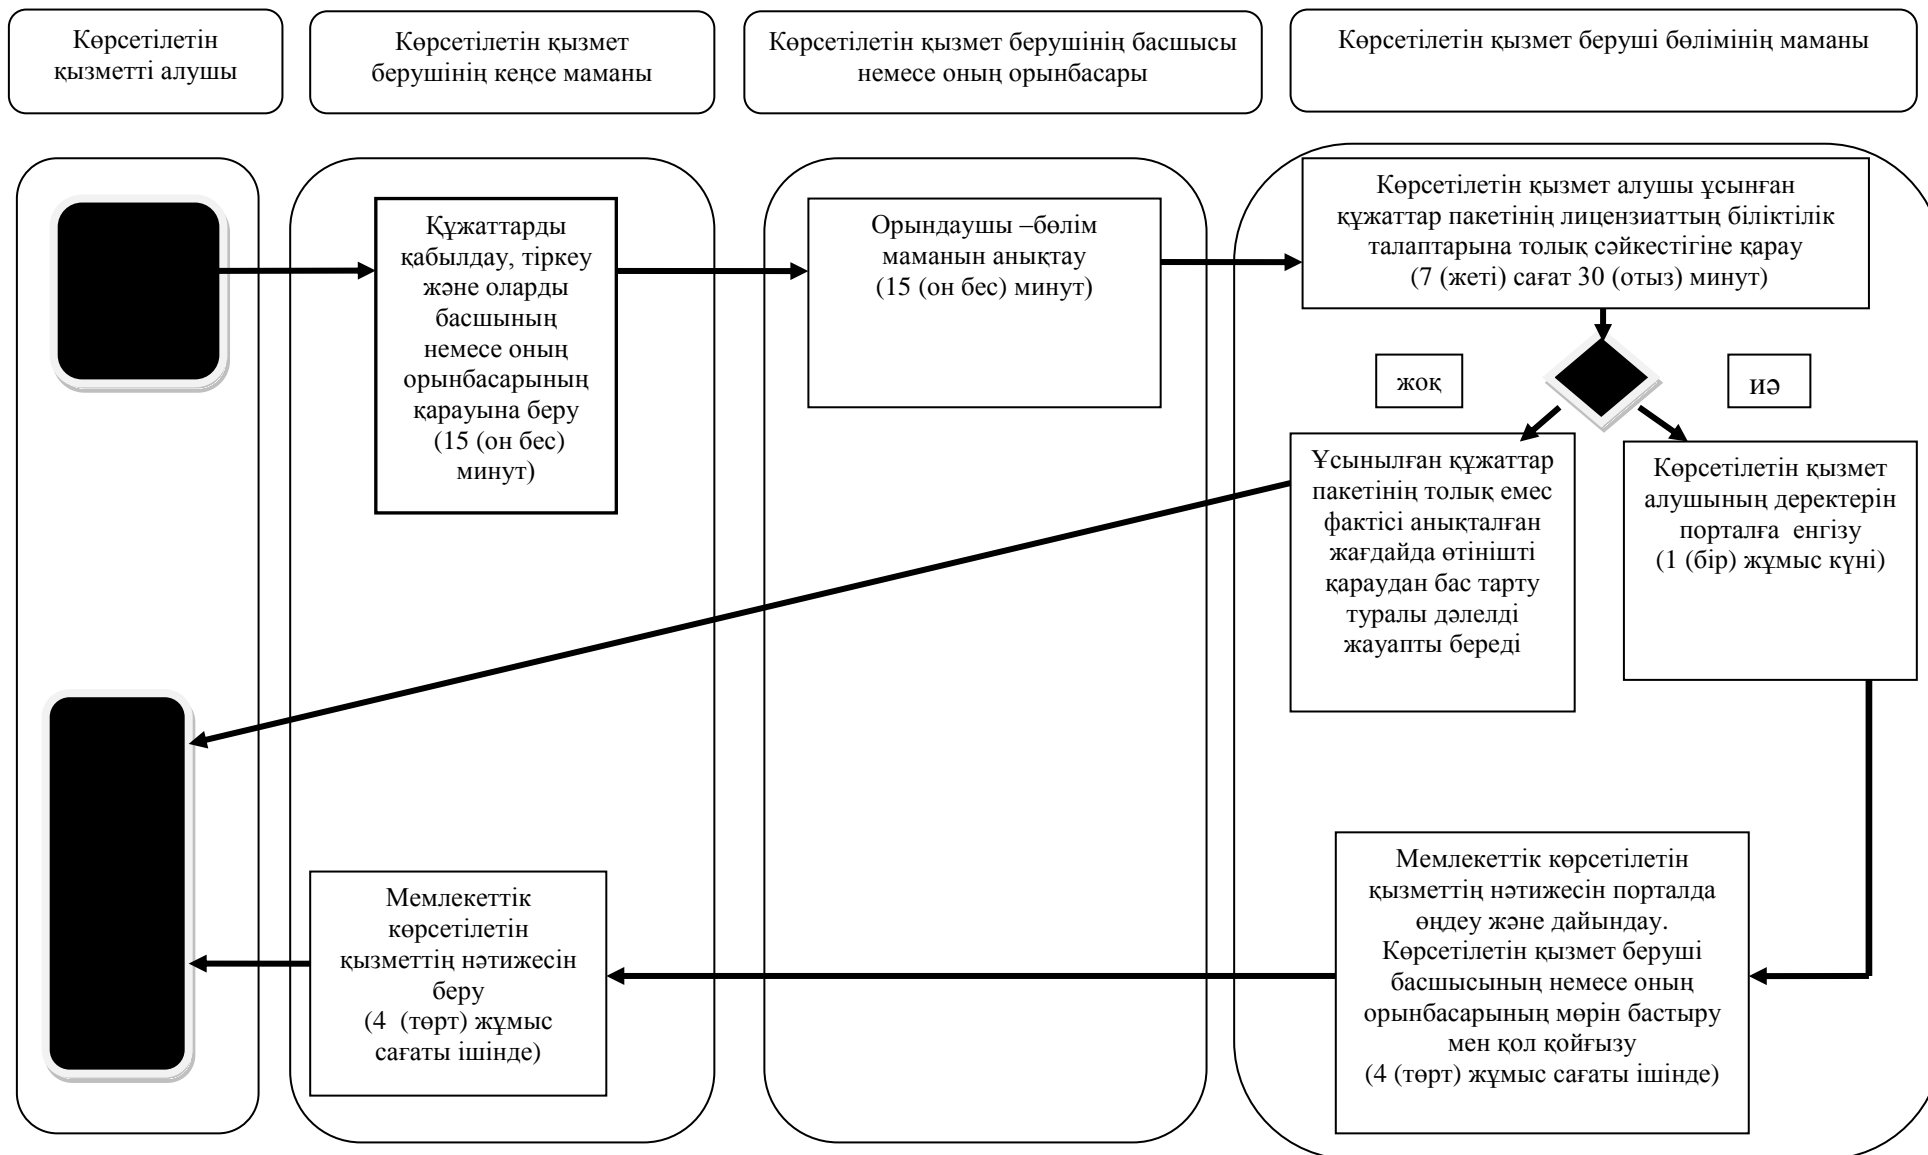 Көрсетілетін
қызметті алушы
Көрсетілетін қызмет
берушінің кеңсе маманы
Көрсетілетін қызмет берушінің басшысы
немесе оның орынбасары
Көрсетілетін қызмет беруші бөлімінің маманы
Құжаттарды
қабылдау, тіркеу
және оларды
басшының
немесе оның
орынбасарының
қарауына беру
(15 (он бес)
минут)
Орындаушы –бөлім
маманын анықтау
(15 (он бес) минут)
Көрсетілетін қызмет алушы ұсынған
құжаттар пакетінің лицензиаттың біліктілік
талаптарына толық сәйкестігіне қарау
(7 (жеті) сағат 30 (отыз) минут)
жоқ
иә
Ұсынылған құжаттар
пакетінің толық емес
фактісі анықталған
жағдайда өтінішті
қараудан бас тарту
туралы дәлелді
жауапты береді
Көрсетілетін қызмет
алушының деректерін
порталға енгізу
(1 (бір) жұмыс күні)
Мемлекеттік
көрсетілетін
қызметтің нәтижесін
беру
(4 (төрт) жұмыс
сағаты ішінде)
Мемлекеттік көрсетілетін
қызметтің нәтижесін порталда
өңдеу және дайындау.
Көрсетілетін қызмет беруші
басшысының немесе оның
орынбасарының мөрін бастыру
мен қол қойғызу
(4 (төрт) жұмыс сағаты ішінде)